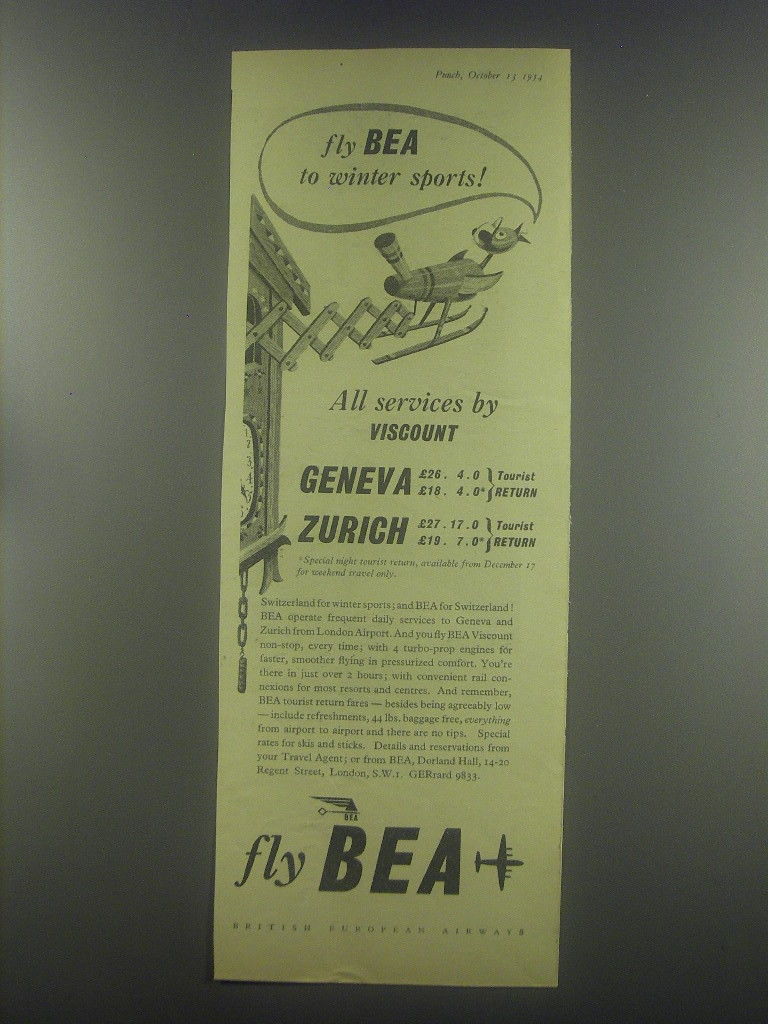 Punch, October 13 1954
fly BEA
to winter sports!
All services by
VISCOUNT
GENEVA £26. 4.0 } Tourist
£18. 4.0* } RETURN
ZURICH £27.17.0 } Tourist
£19. 7.0* } RETURN
*Special night tourist return, available from December 17
for weekend travel only.
Switzerland for winter sports; and BEA for Switzerland!
BEA operate frequent daily services to Geneva and
Zurich from London Airport. And you fly BEA Viscount
non-stop, every time; with 4 turbo-prop engines for
faster, smoother flying in pressurized comfort. You're
there in just over 2 hours; with convenient rail con-
nexions for most resorts and centres. And remember,
BEA tourist return fares — besides being agreeably low
— include refreshments, 44 lbs. baggage free, everything
from airport to airport and there are no tips. Special
rates for skis and sticks. Details and reservations from
your Travel Agent; or from BEA, Dorland Hall, 14-20
Regent Street, London, S.W.1. GERrard 9833.
BEA
fly BEA
BRITISH EUROPEAN AIRWAYS